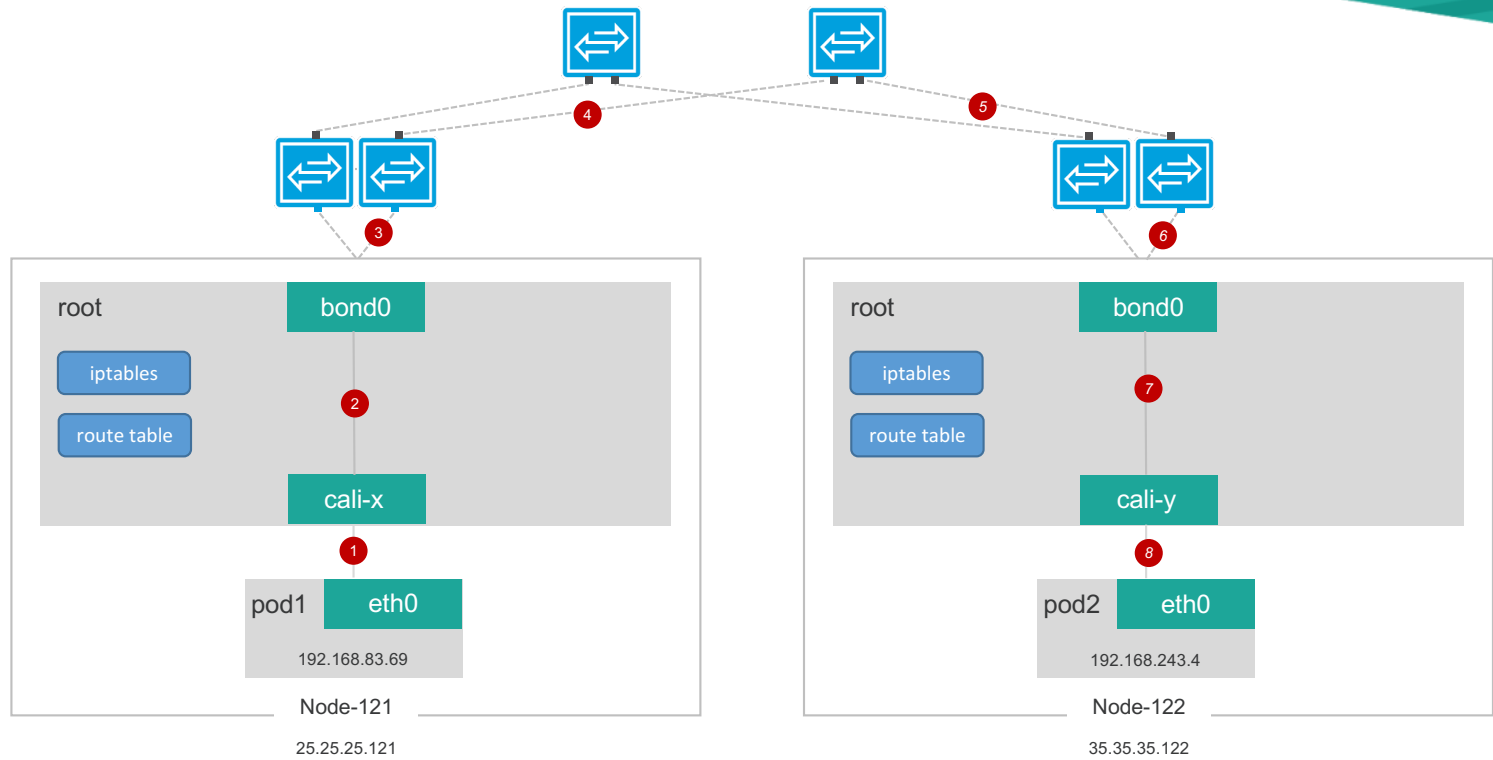 4
5
3
6
root
bond0
root
bond0
iptables
iptables
2
7
route table
route table
cali-x
cali-y
1
8
pod1
eth0
pod2
eth0
192.168.83.69
192.168.243.4
Node-121
Node-122
25.25.25.121
35.35.35.122